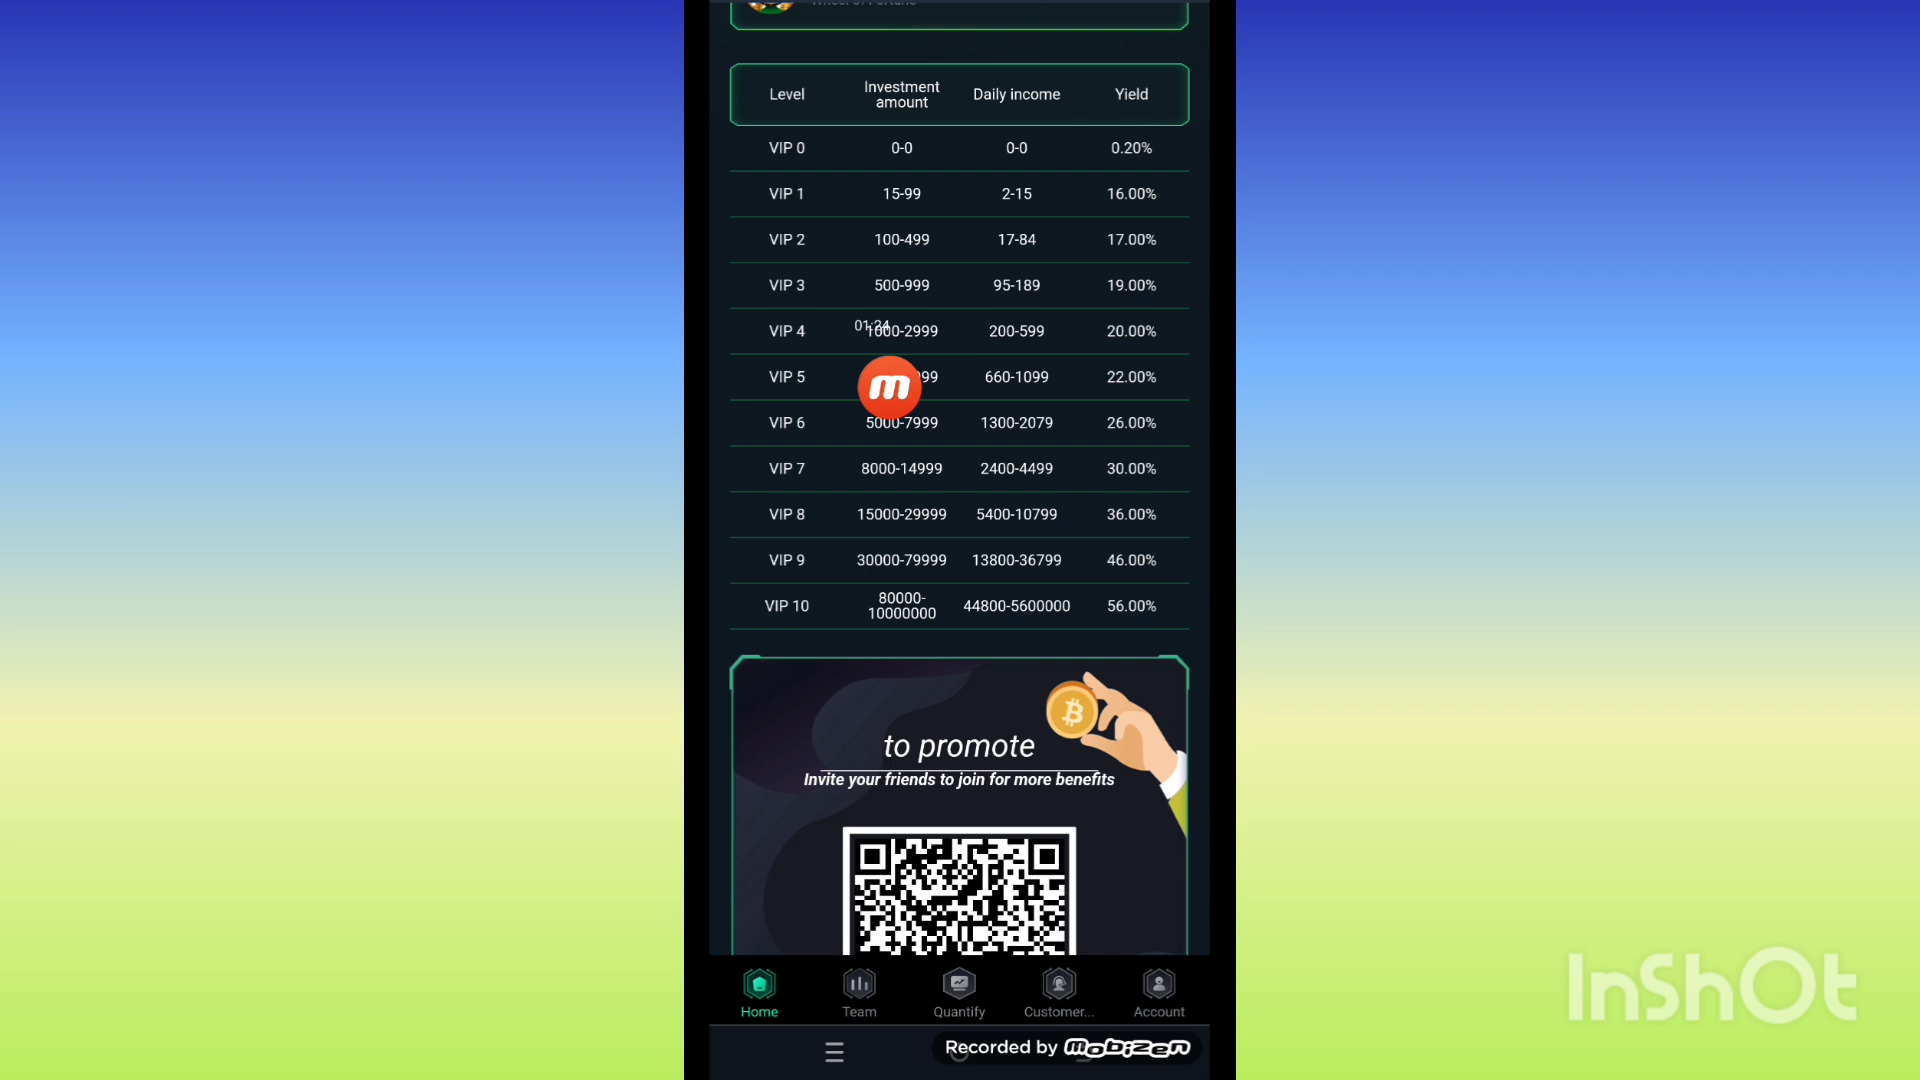 Level Investment amount Daily income Yield
VIP 0 0-0 0-0 0.20%
VIP 1 15-99 2-15 16.00%
VIP 2 100-499 17-84 17.00%
VIP 3 500-999 95-189 19.00%
01:24
VIP 4 1000-2999 200-599 20.00%
VIP 5 660-1099 22.00%
m
VIP 6 5000-7999 1300-2079 26.00%
VIP 7 8000-14999 2400-4499 30.00%
VIP 8 15000-29999 5400-10799 36.00%
VIP 9 30000-79999 13800-36799 46.00%
VIP 10 80000-10000000 44800-5600000 56.00%
to promote
Invite your friends to join for more benefits
Home Team Quantify Customer... Account
Recorded by mobizen
InShOt